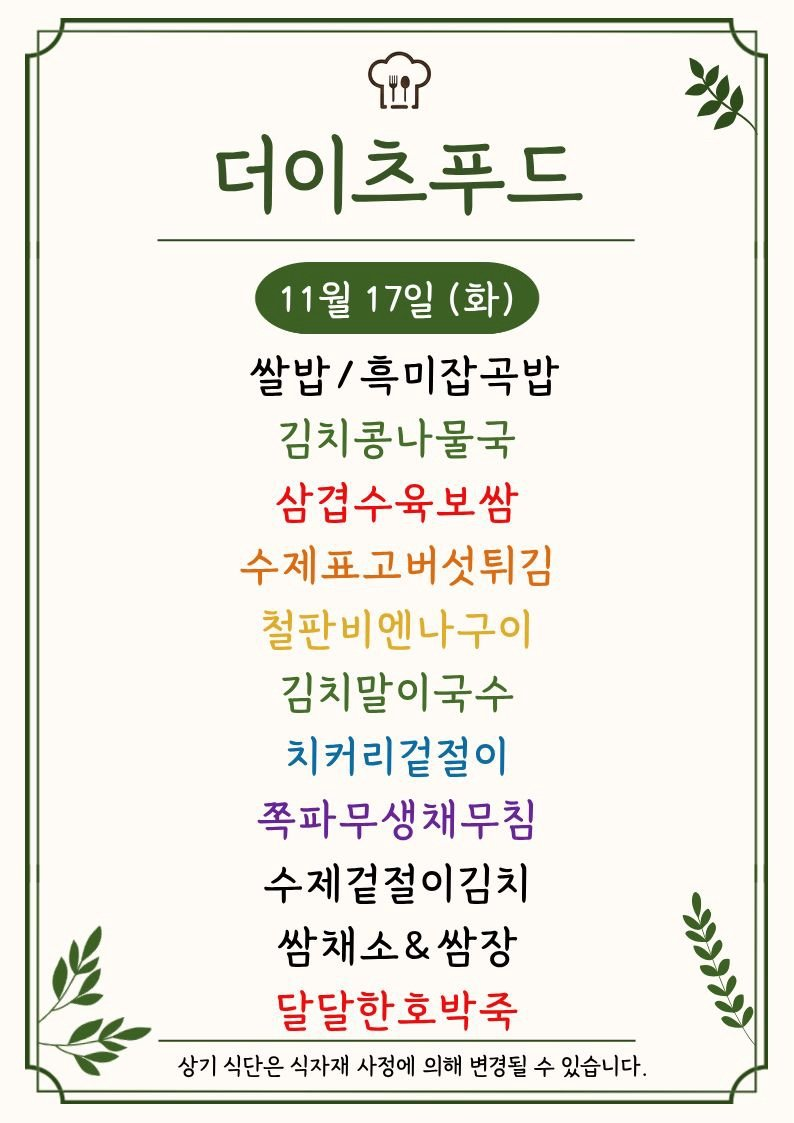 더이츠푸드
11월 17일 (화)
쌀밥/흑미잡곡밥
김치콩나물국
삼겹수육보쌈
수제표고버섯튀김
철판비엔나구이
김치말이국수
치커리겉절이
쪽파무생채무침
수제겉절이김치
쌈채소&쌈장
달달한호박죽
상기 식단은 식자재 사정에 의해 변경될 수 있습니다.